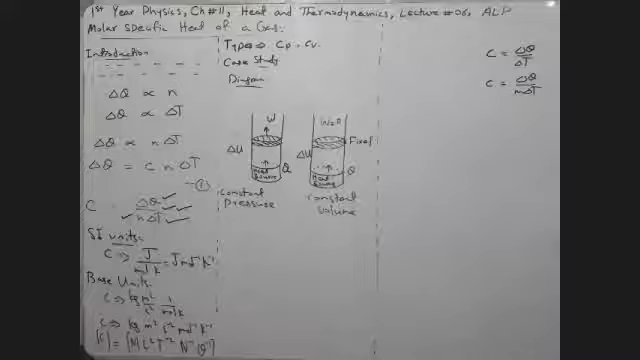 1st Year Physics, Ch #11, Heat and Thermodynamics, Lecture #06, ALP
Molar Specific Heat of a Gas:
Introduction
ΔQ ∝ n
ΔQ ∝ ΔT
ΔQ ∝ n ΔT
ΔQ = C n ΔT
—①
C = ΔQ / n ΔT
SI units:
C ⇒ J / mol K = J mol⁻¹ K⁻¹
Base Units:
C ⇒ kg m² / s² 1 / mol K
C ⇒ kg m² s⁻² mol⁻¹ K⁻¹
[C] = [M L² T⁻² N⁻¹ Q⁻¹]
Types ⇒ Cp, Cv
Case Study
Diagram
W
ΔU
Heat Source
Q
Constant
Pressure
W=0
Fixed
ΔU
Heat Source
Q
Constant
Volume
C = ΔQ / ΔT
C = ΔQ / mΔT